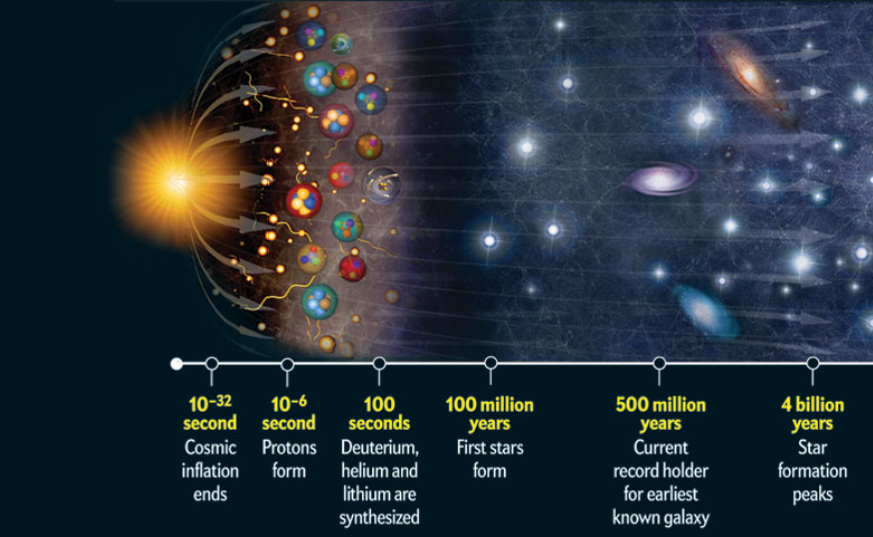 10⁻³²
second
Cosmic
inflation
ends
10⁻⁶
second
Protons
form
100
seconds
Deuterium,
helium and
lithium are
synthesized
100 million
years
First stars
form
500 million
years
Current
record holder
for earliest
known galaxy
4 billion
years
Star
formation
peaks